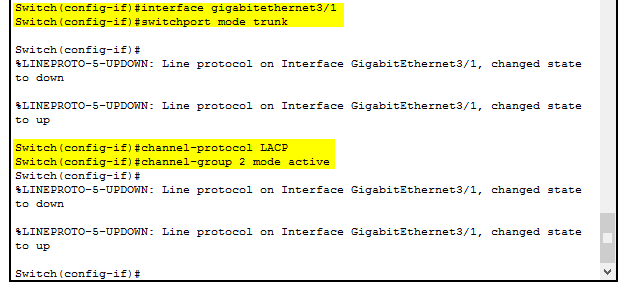 Switch(config-if)#interface gigabitethernet3/1
Switch(config-if)#switchport mode trunk
Switch(config-if)#
%LINEPROTO-5-UPDOWN: Line protocol on Interface GigabitEthernet3/1, changed state
to down
%LINEPROTO-5-UPDOWN: Line protocol on Interface GigabitEthernet3/1, changed state
to up
Switch(config-if)#channel-protocol LACP
Switch(config-if)#channel-group 2 mode active
Switch(config-if)#
%LINEPROTO-5-UPDOWN: Line protocol on Interface GigabitEthernet3/1, changed state
to down
%LINEPROTO-5-UPDOWN: Line protocol on Interface GigabitEthernet3/1, changed state
to up
Switch(config-if)#